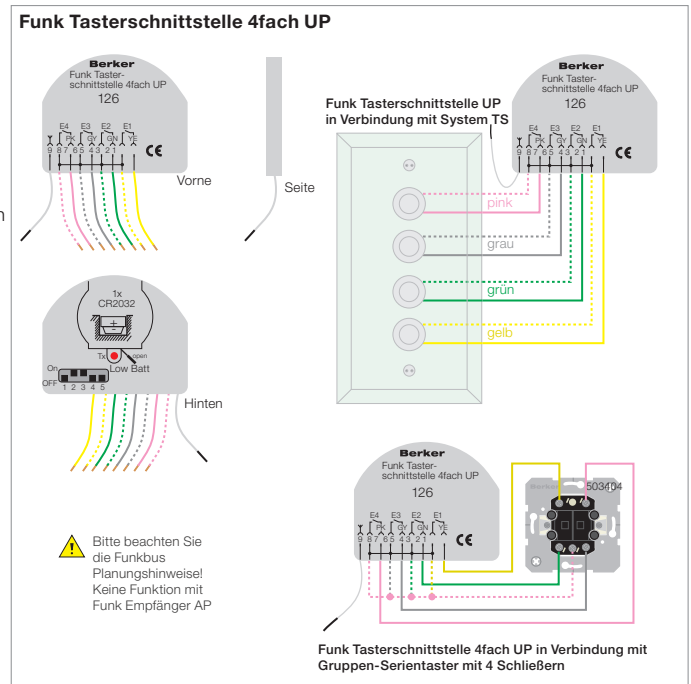 Funk Tasterschnittstelle 4fach UP
Berker
Funk Taster-
schnittstelle 4fach UP
126
E4 E3 E2 E1
PK GY GN YE
9 8 7 6 5 4 3 2 1
CE
Vorne
Seite
n
1x
CR2032
+
−
Tx
open
Low Batt
On
OFF
1 2 3 4 5
Hinten
Bitte beachten Sie
die Funkbus
Planungshinweise!
Keine Funktion mit
Funk Empfänger AP
Funk Tasterschnittstelle UP
in Verbindung mit System TS
Berker
Funk Taster-
schnittstelle 4fach UP
126
E4 E3 E2 E1
PK GY GN YE
9 8 7 6 5 4 3 2 1
CE
pink
grau
grün
gelb
Berker
Funk Taster-
schnittstelle 4fach UP
126
E4 E3 E2 E1
PK GY GN YE
9 8 7 6 5 4 3 2 1
CE
Berker
503404
Funk Tasterschnittstelle 4fach UP in Verbindung mit
Gruppen-Serientaster mit 4 Schließern